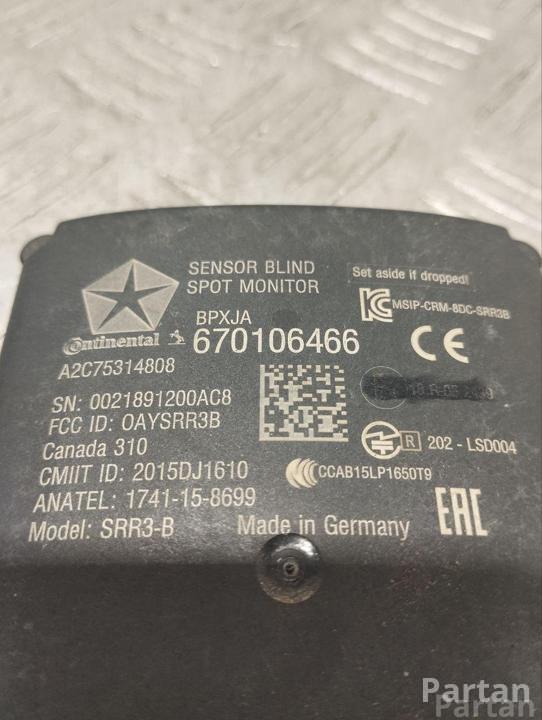 SENSOR BLIND
SPOT MONITOR
Set aside if dropped!
MSIP-CRM-8DC-SRR3B
BPXJA
Continental
670106466
CE
A2C75314808
SN: 0021891200AC8
FCC ID: OAYSRR3B
R 202 - LSD004
Canada 310
CMIIT ID: 2015DJ1610
CCAB15LP1650T9
ANATEL: 1741-15-8699
EAC
Model: SRR3-B Made in Germany
Partan
Partan